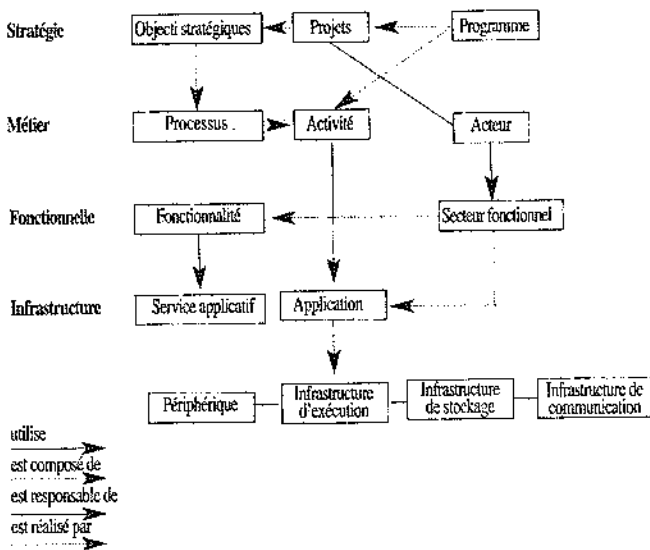 Stratégie
Objecti stratégiques
Projets
Programme
Métier
Processus .
Activité
Acteur
Fonctionnelle
Fonctionnalité
Secteur fonctionnel
Infrastructure
Service applicatif
Application
Périphérique
Infrastructure
d'exécution
Infrastructure
de stockage
Infrastructure de
communication
utilise
est composé de
est responsable de
est réalisé par